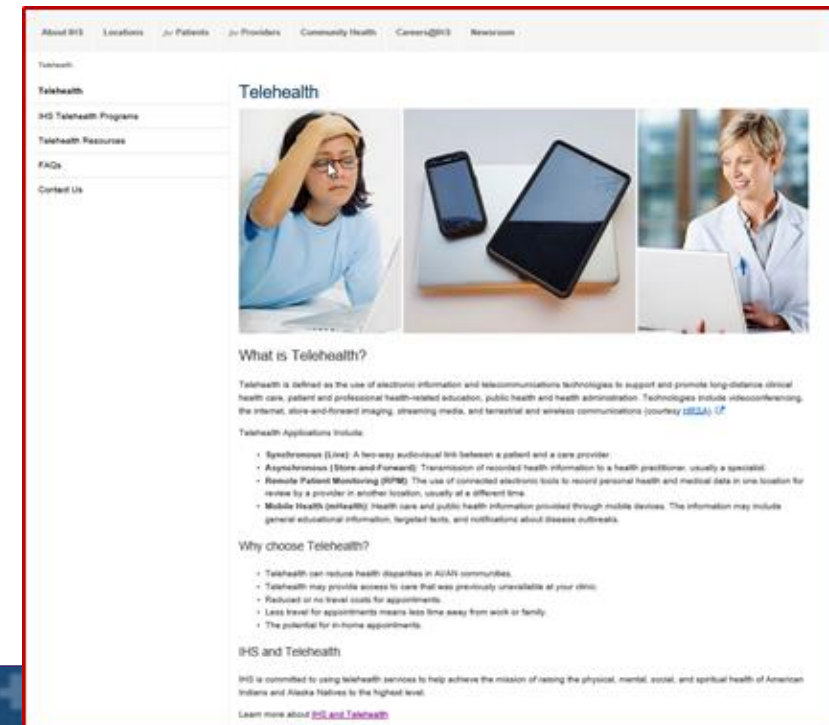 About IHS Locations for Patients for Providers Community Health Careers@IHS Newsroom
Telehealth
Telehealth
IHS Telehealth Programs
Telehealth Resources
FAQs
Contact Us
Telehealth
What is Telehealth?
Telehealth is defined as the use of electronic information and telecommunications technologies to support and promote long-distance clinical
health care, patient and professional health-related education, public health and health administration. Technologies include videoconferencing,
the internet, store-and-forward imaging, streaming media, and terrestrial and wireless communications (courtesy HRSA).
Telehealth Applications Include:
• Synchronous (Live): A two-way audiovisual link between a patient and a care provider.
• Asynchronous (Store-and-Forward): Transmission of recorded health information to a health practitioner, usually a specialist.
• Remote Patient Monitoring (RPM): The use of connected electronic tools to record personal health and medical data in one location for
review by a provider in another location, usually at a different time.
• Mobile Health (mHealth): Health care and public health information provided through mobile devices. The information may include
general educational information, targeted texts, and notifications about disease outbreaks.
Why choose Telehealth?
• Telehealth can reduce health disparities in AI/AN communities.
• Telehealth may provide access to care that was previously unavailable at your clinic.
• Reduced or no travel costs for appointments.
• Less travel for appointments means less time away from work or family.
• The potential for in-home appointments.
IHS and Telehealth
IHS is committed to using telehealth services to help achieve the mission of raising the physical, mental, social, and spiritual health of American
Indians and Alaska Natives to the highest level.
Learn more about IHS and Telehealth